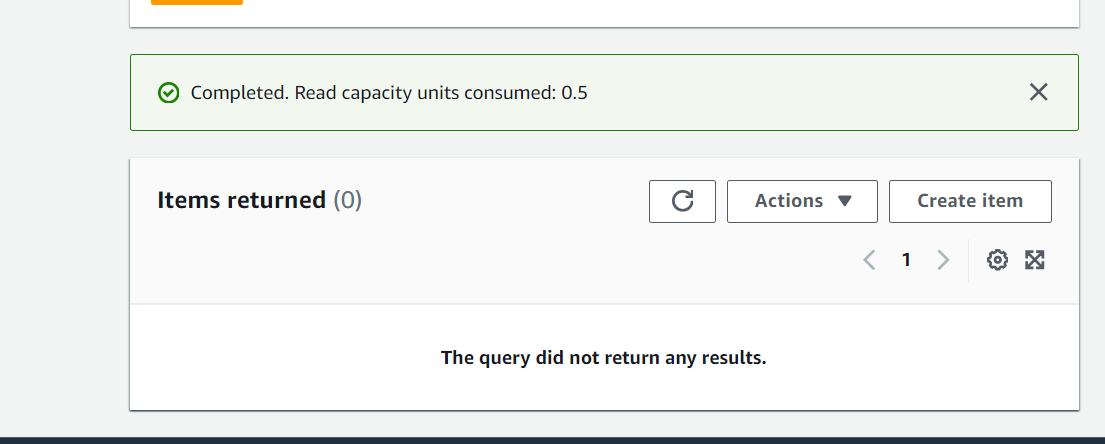 Completed. Read capacity units consumed: 0.5
Items returned (0)
Actions
Create item
1
The query did not return any results.